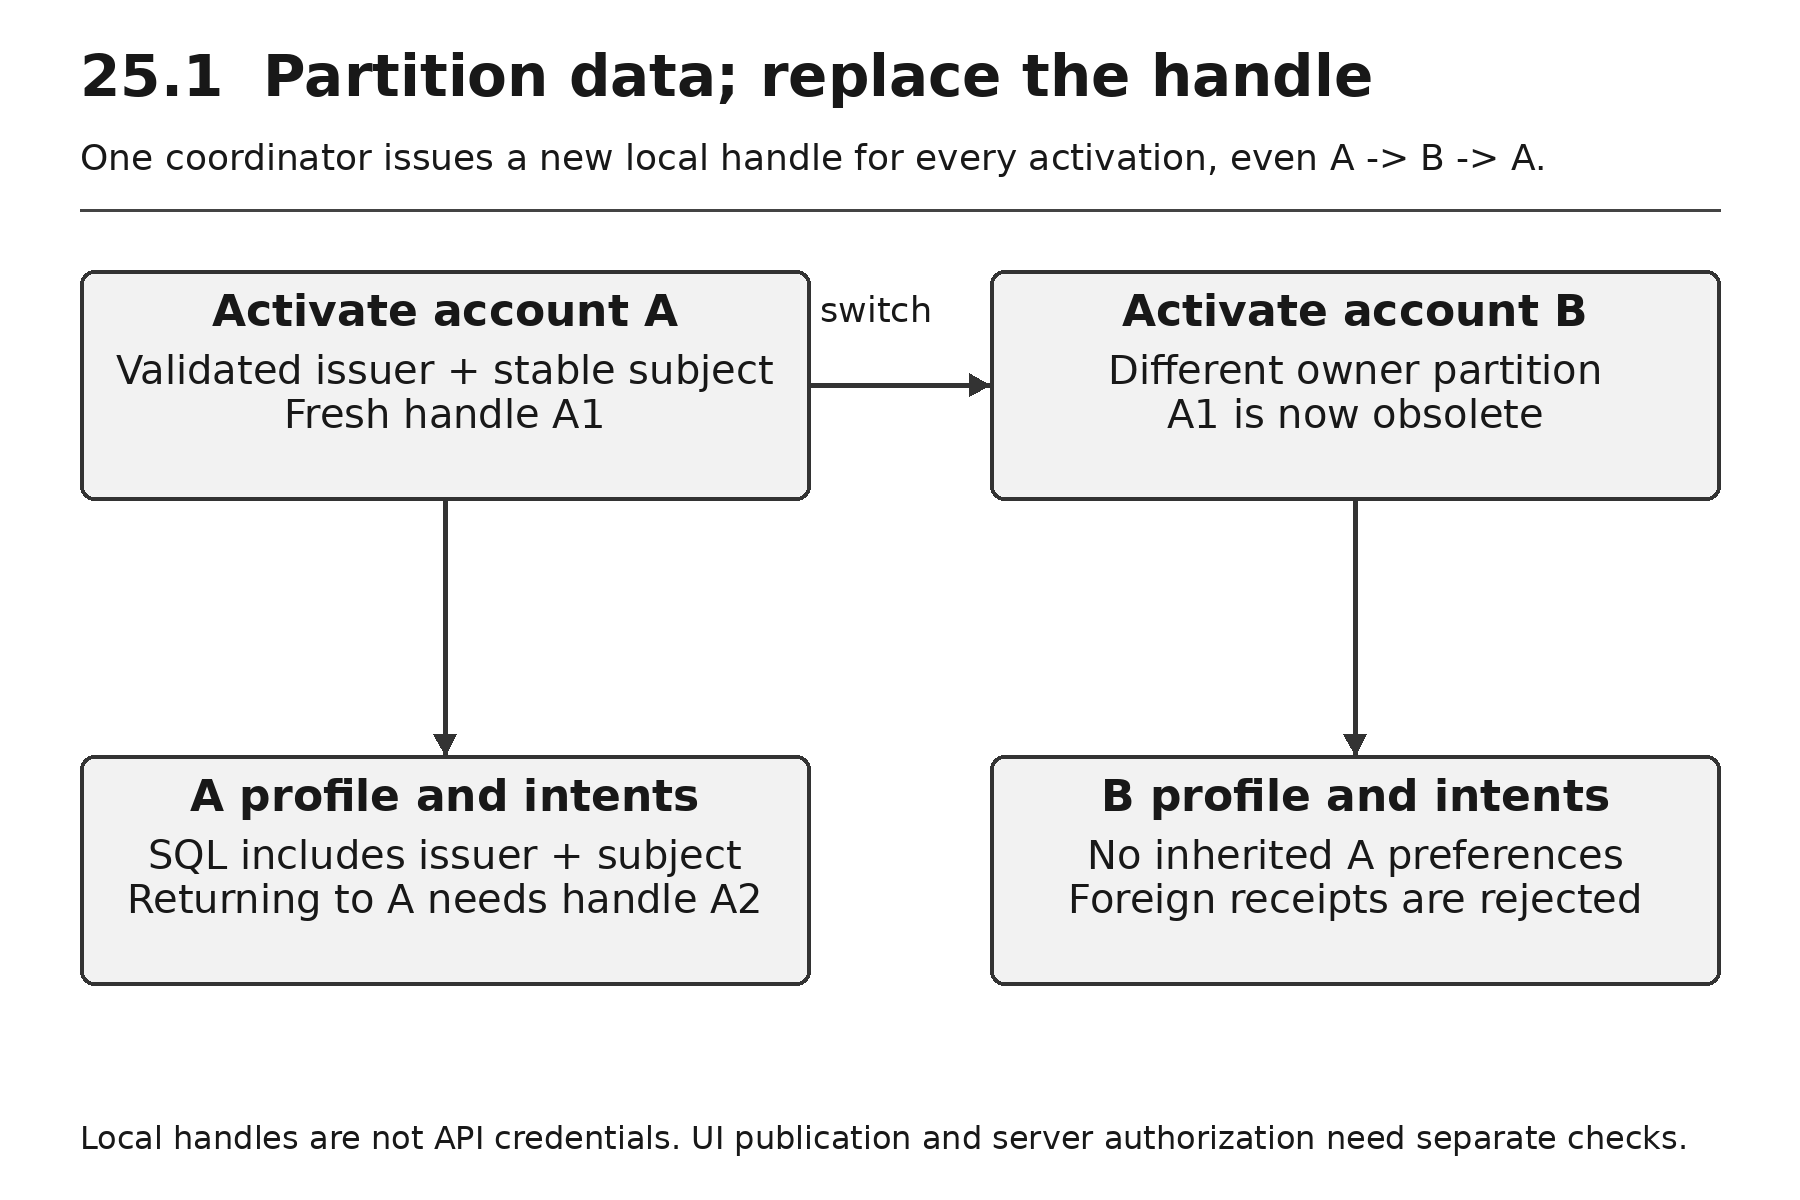 25.1  Partition data; replace the handle
One coordinator issues a new local handle for every activation, even A -> B -> A.
Activate account A
Validated issuer + stable subject
Fresh handle A1
switch
Activate account B
Different owner partition
A1 is now obsolete
A profile and intents
SQL includes issuer + subject
Returning to A needs handle A2
B profile and intents
No inherited A preferences
Foreign receipts are rejected
Local handles are not API credentials. UI publication and server authorization need separate checks.